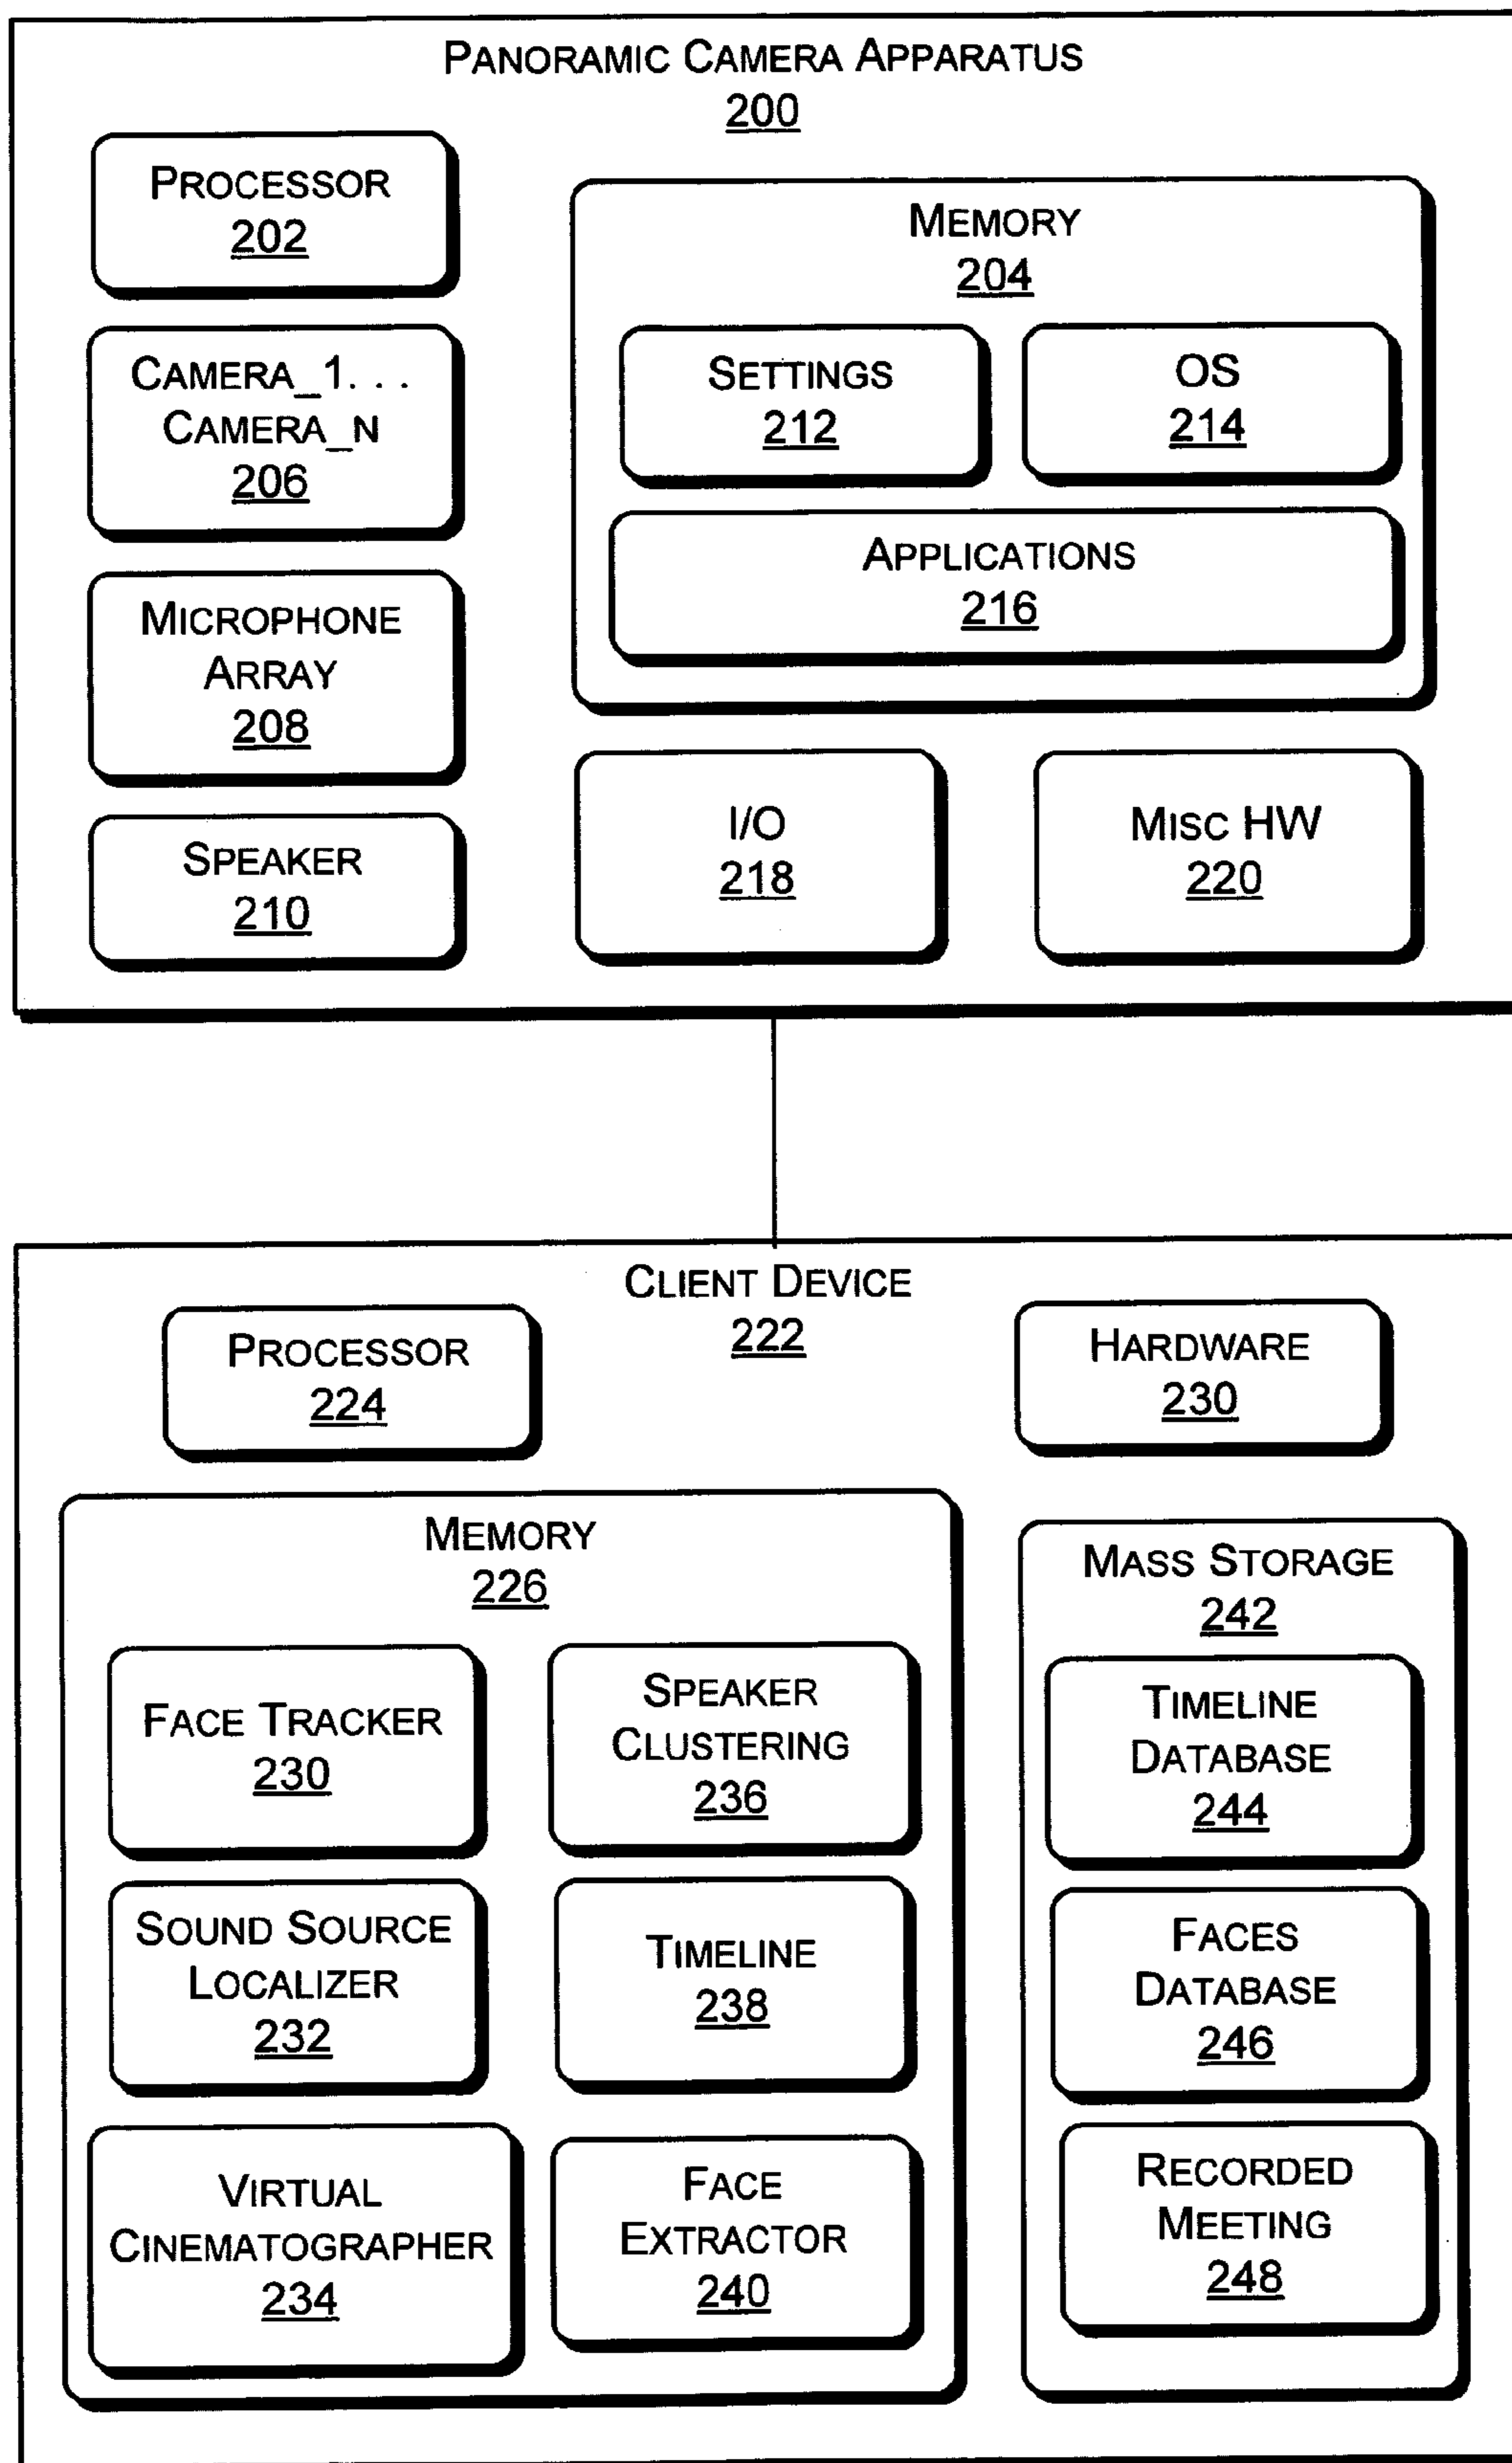 PANORAMIC CAMERA APPARATUS
200
PROCESSOR
202
CAMERA_1. . .
CAMERA_N
206
MICROPHONE
ARRAY
208
SPEAKER
210
MEMORY
204
SETTINGS
212
OS
214
APPLICATIONS
216
I/O
218
MISC HW
220
CLIENT DEVICE
222
PROCESSOR
224
HARDWARE
230
MEMORY
226
FACE TRACKER
230
SPEAKER
CLUSTERING
236
SOUND SOURCE
LOCALIZER
232
TIMELINE
238
VIRTUAL
CINEMATOGRAPHER
234
FACE
EXTRACTOR
240
MASS STORAGE
242
TIMELINE
DATABASE
244
FACES
DATABASE
246
RECORDED
MEETING
248